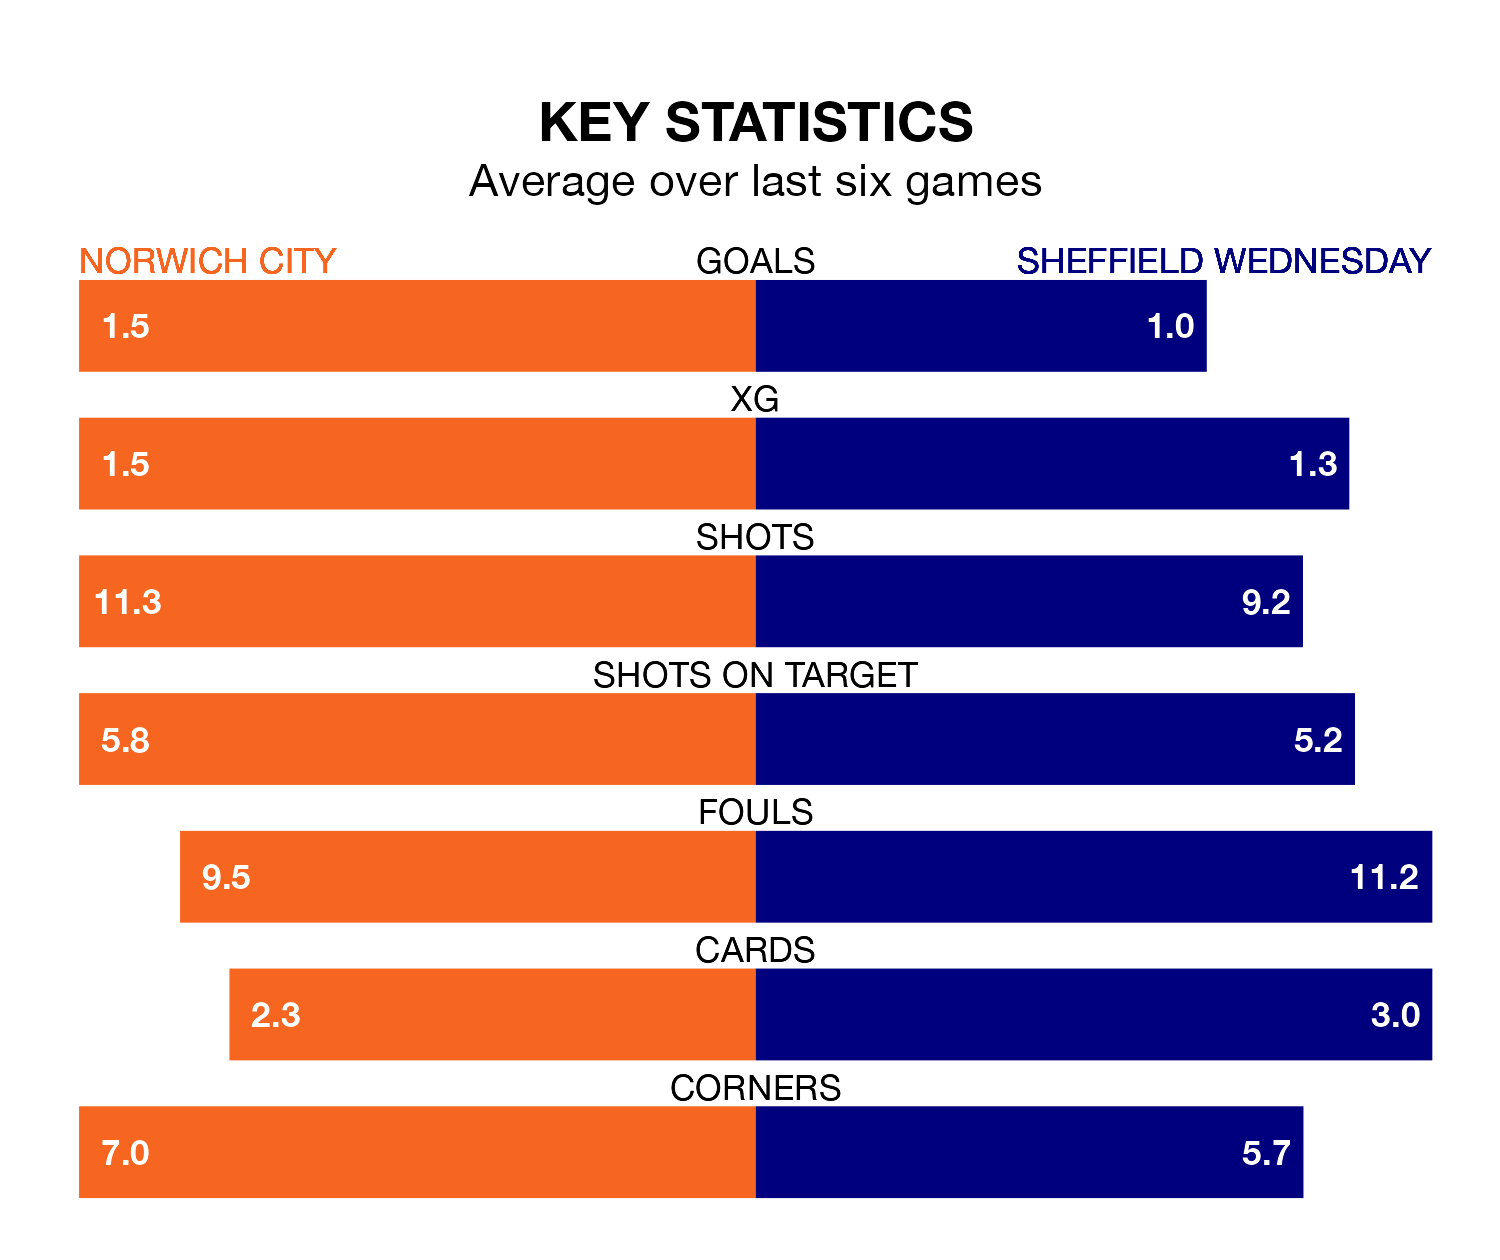 KEY STATISTICS
Average over last six games
NORWICH CITY GOALS SHEFFIELD WEDNESDAY
1.5 1.0
XG
1.5 1.3
SHOTS
11.3 9.2
SHOTS ON TARGET
5.8 5.2
FOULS
9.5 11.2
CARDS
2.3 3.0
CORNERS
7.0 5.7